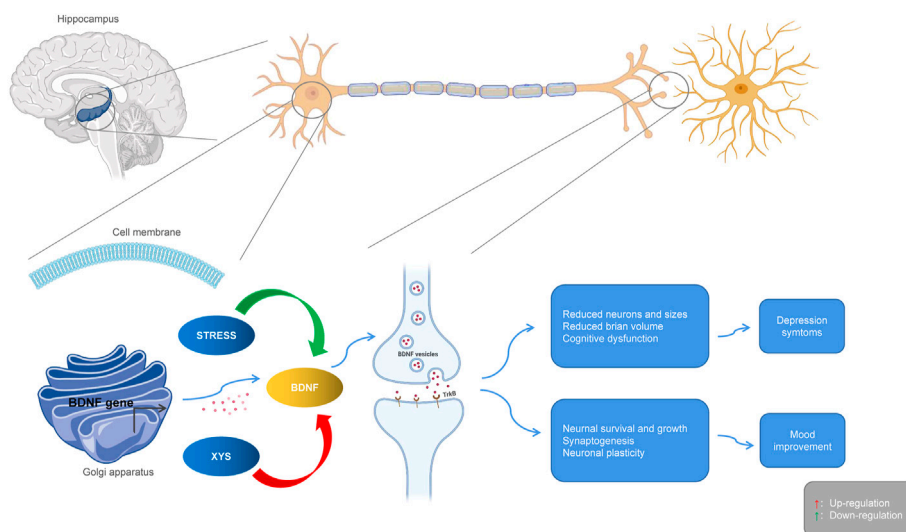 Hippocampus
Cell membrane
STRESS
BDNF gene
Golgi apparatus
XYS
BDNF
BDNF vesicles
TrkB
Reduced neurons and sizes
Reduced brian volume
Cognitive dysfunction
Depression
symtoms
Neurnal survival and growth
Synaptogenesis
Neuronal plasticity
Mood
improvement
↑: Up-regulation
↑: Down-regulation